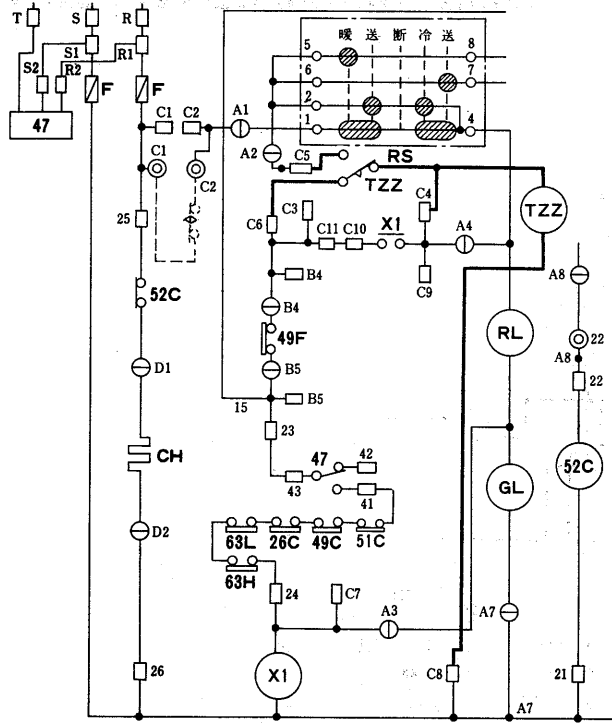 T S R
S1 R1
S2 R2
F F
47
暖 送 断 冷 送
5 8
6 7
2
1 4
C1 C2 A1
C1 C2
A2 C5 RS
TZZ
C4 TZZ
25 C6 C3 C11 C10 X1 A4
C9
52C
B4
B4
49F
B5
B5
15
D1
A8
22
A8
22
RL
23
CH
47 42
43 41
GL
52C
63L 26C 49C 51C
63H
D2
24 C7 A3 A7
26
X1
C8
21
A7